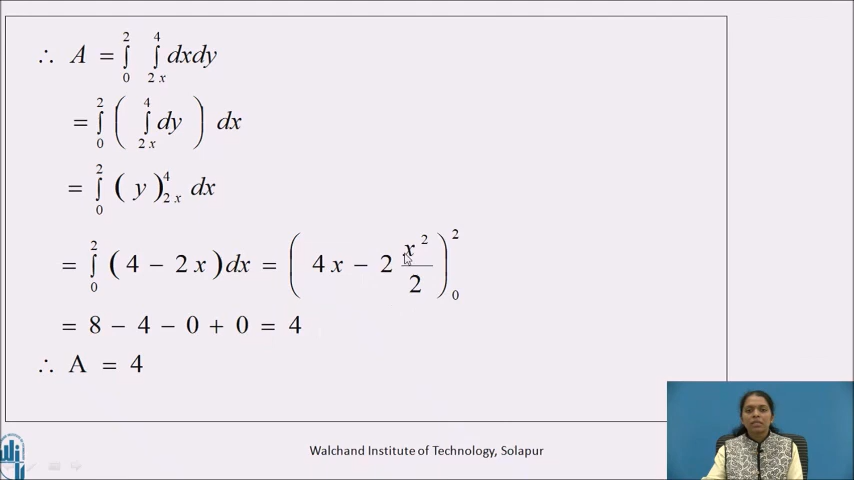 ∴ A = ∫₀² ∫₂ₓ⁴ dxdy
= ∫₀² ( ∫₂ₓ⁴ dy ) dx
= ∫₀² ( y )₂ₓ⁴ dx
= ∫₀² ( 4 − 2x ) dx = ( 4x − 2 x²/2 )₀²
= 8 − 4 − 0 + 0 = 4
∴ A = 4
Walchand Institute of Technology, Solapur